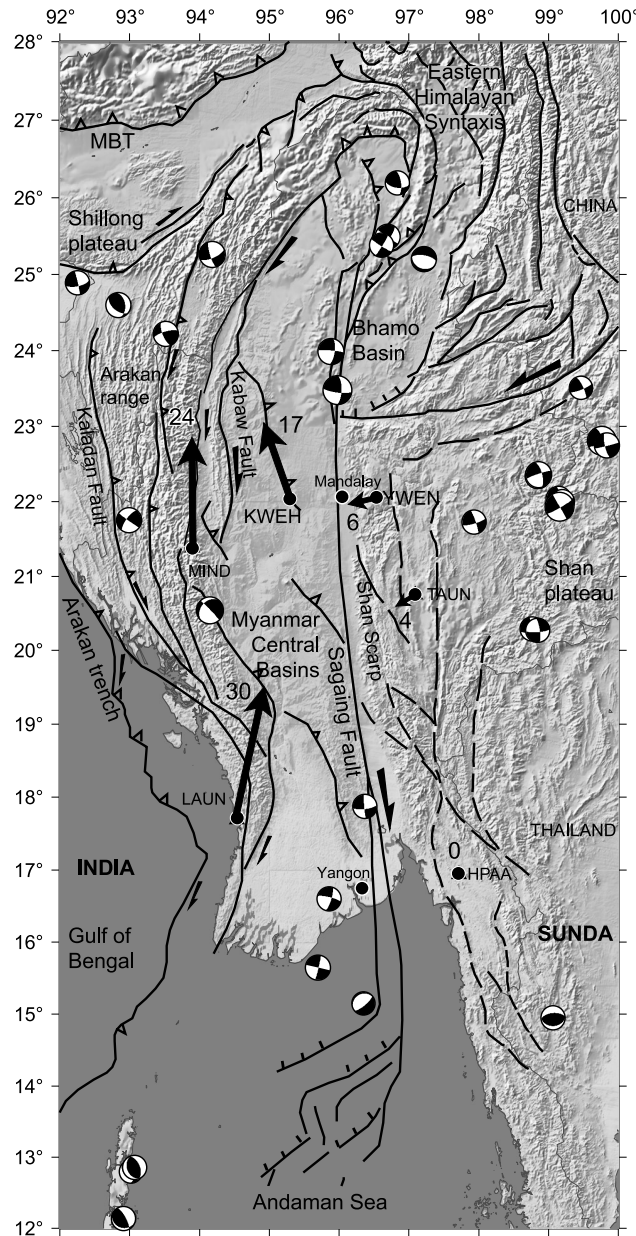 92° 93° 94° 95° 96° 97° 98° 99° 100°
28°
27°
26°
25°
24°
23°
22°
21°
20°
19°
18°
17°
16°
15°
14°
13°
12°
Eastern
Himalayan
Syntaxis
MBT
CHINA
Shillong
plateau
Bhamo
Basin
Arakan
range
24
Kabaw Fault
17
Kaladan Fault
Mandalay
YWEN
KWEH
6
MIND
TAUN
Shan
plateau
4
Shan Scarp
Myanmar
Central
Basins
Arakan trench
30
Sagaing Fault
LAUN
THAILAND
0
INDIA
HPAA
Yangon
Gulf of
Bengal
SUNDA
Andaman Sea